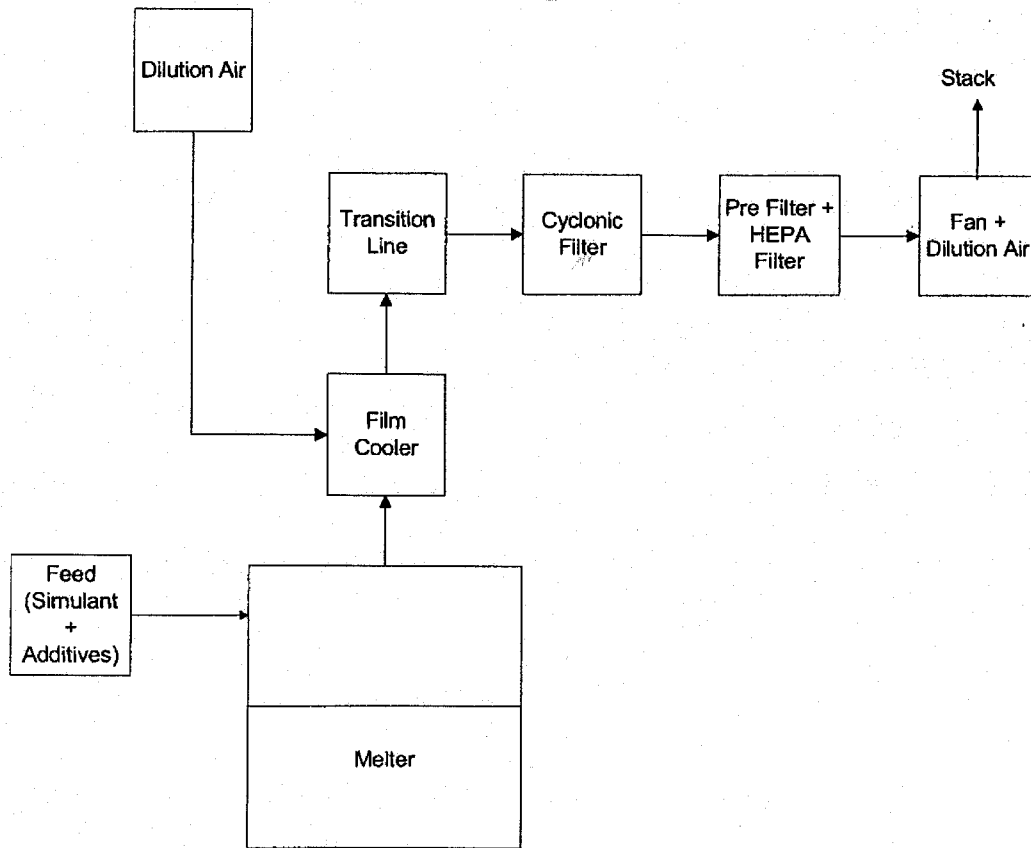 Dilution Air
Stack
Transition
Line
Cyclonic
Filter
Pre Filter +
HEPA
Filter
Fan +
Dilution Air
Film
Cooler
Feed
(Simulant
+
Additives)
Melter